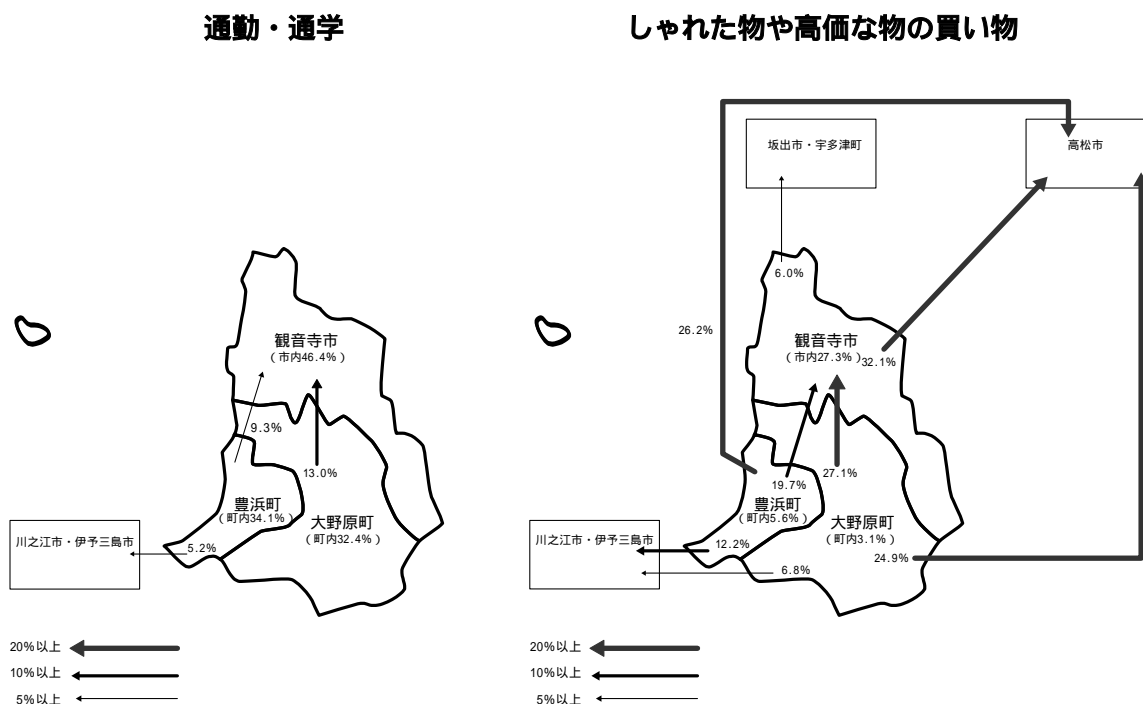 通勤・通学
しゃれた物や高価な物の買い物
観音寺市
（市内46.4%）
9.3%
13.0%
豊浜町
（町内34.1%）
大野原町
（町内32.4%）
川之江市・伊予三島市
5.2%
20%以上
10%以上
5%以上
坂出市・宇多津町
高松市
6.0%
26.2%
観音寺市
（市内27.3%）
32.1%
27.1%
19.7%
豊浜町
（町内5.6%）
大野原町
（町内3.1%）
川之江市・伊予三島市
12.2%
24.9%
6.8%
20%以上
10%以上
5%以上